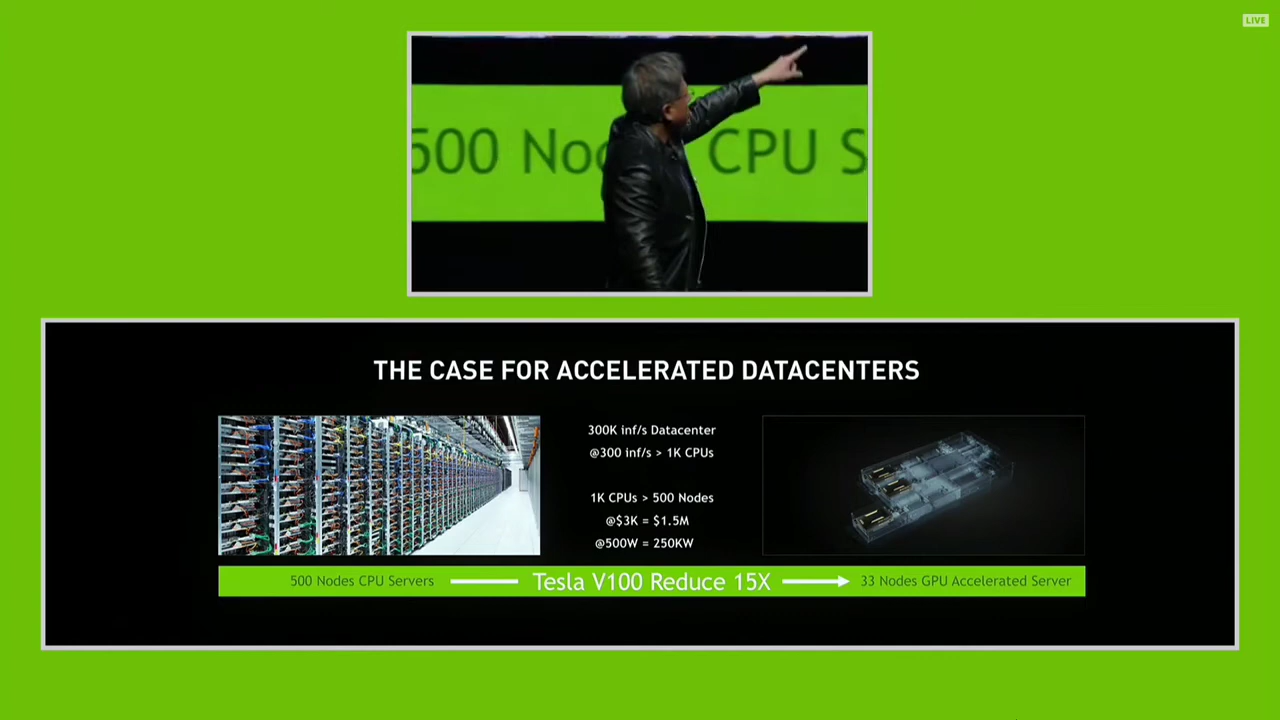 LIVE
500 Nodes CPU S
THE CASE FOR ACCELERATED DATACENTERS
300K inf/s Datacenter
@300 inf/s > 1K CPUs
1K CPUs > 500 Nodes
@$3K = $1.5M
@500W = 250KW
500 Nodes CPU Servers
Tesla V100 Reduce 15X
33 Nodes GPU Accelerated Server